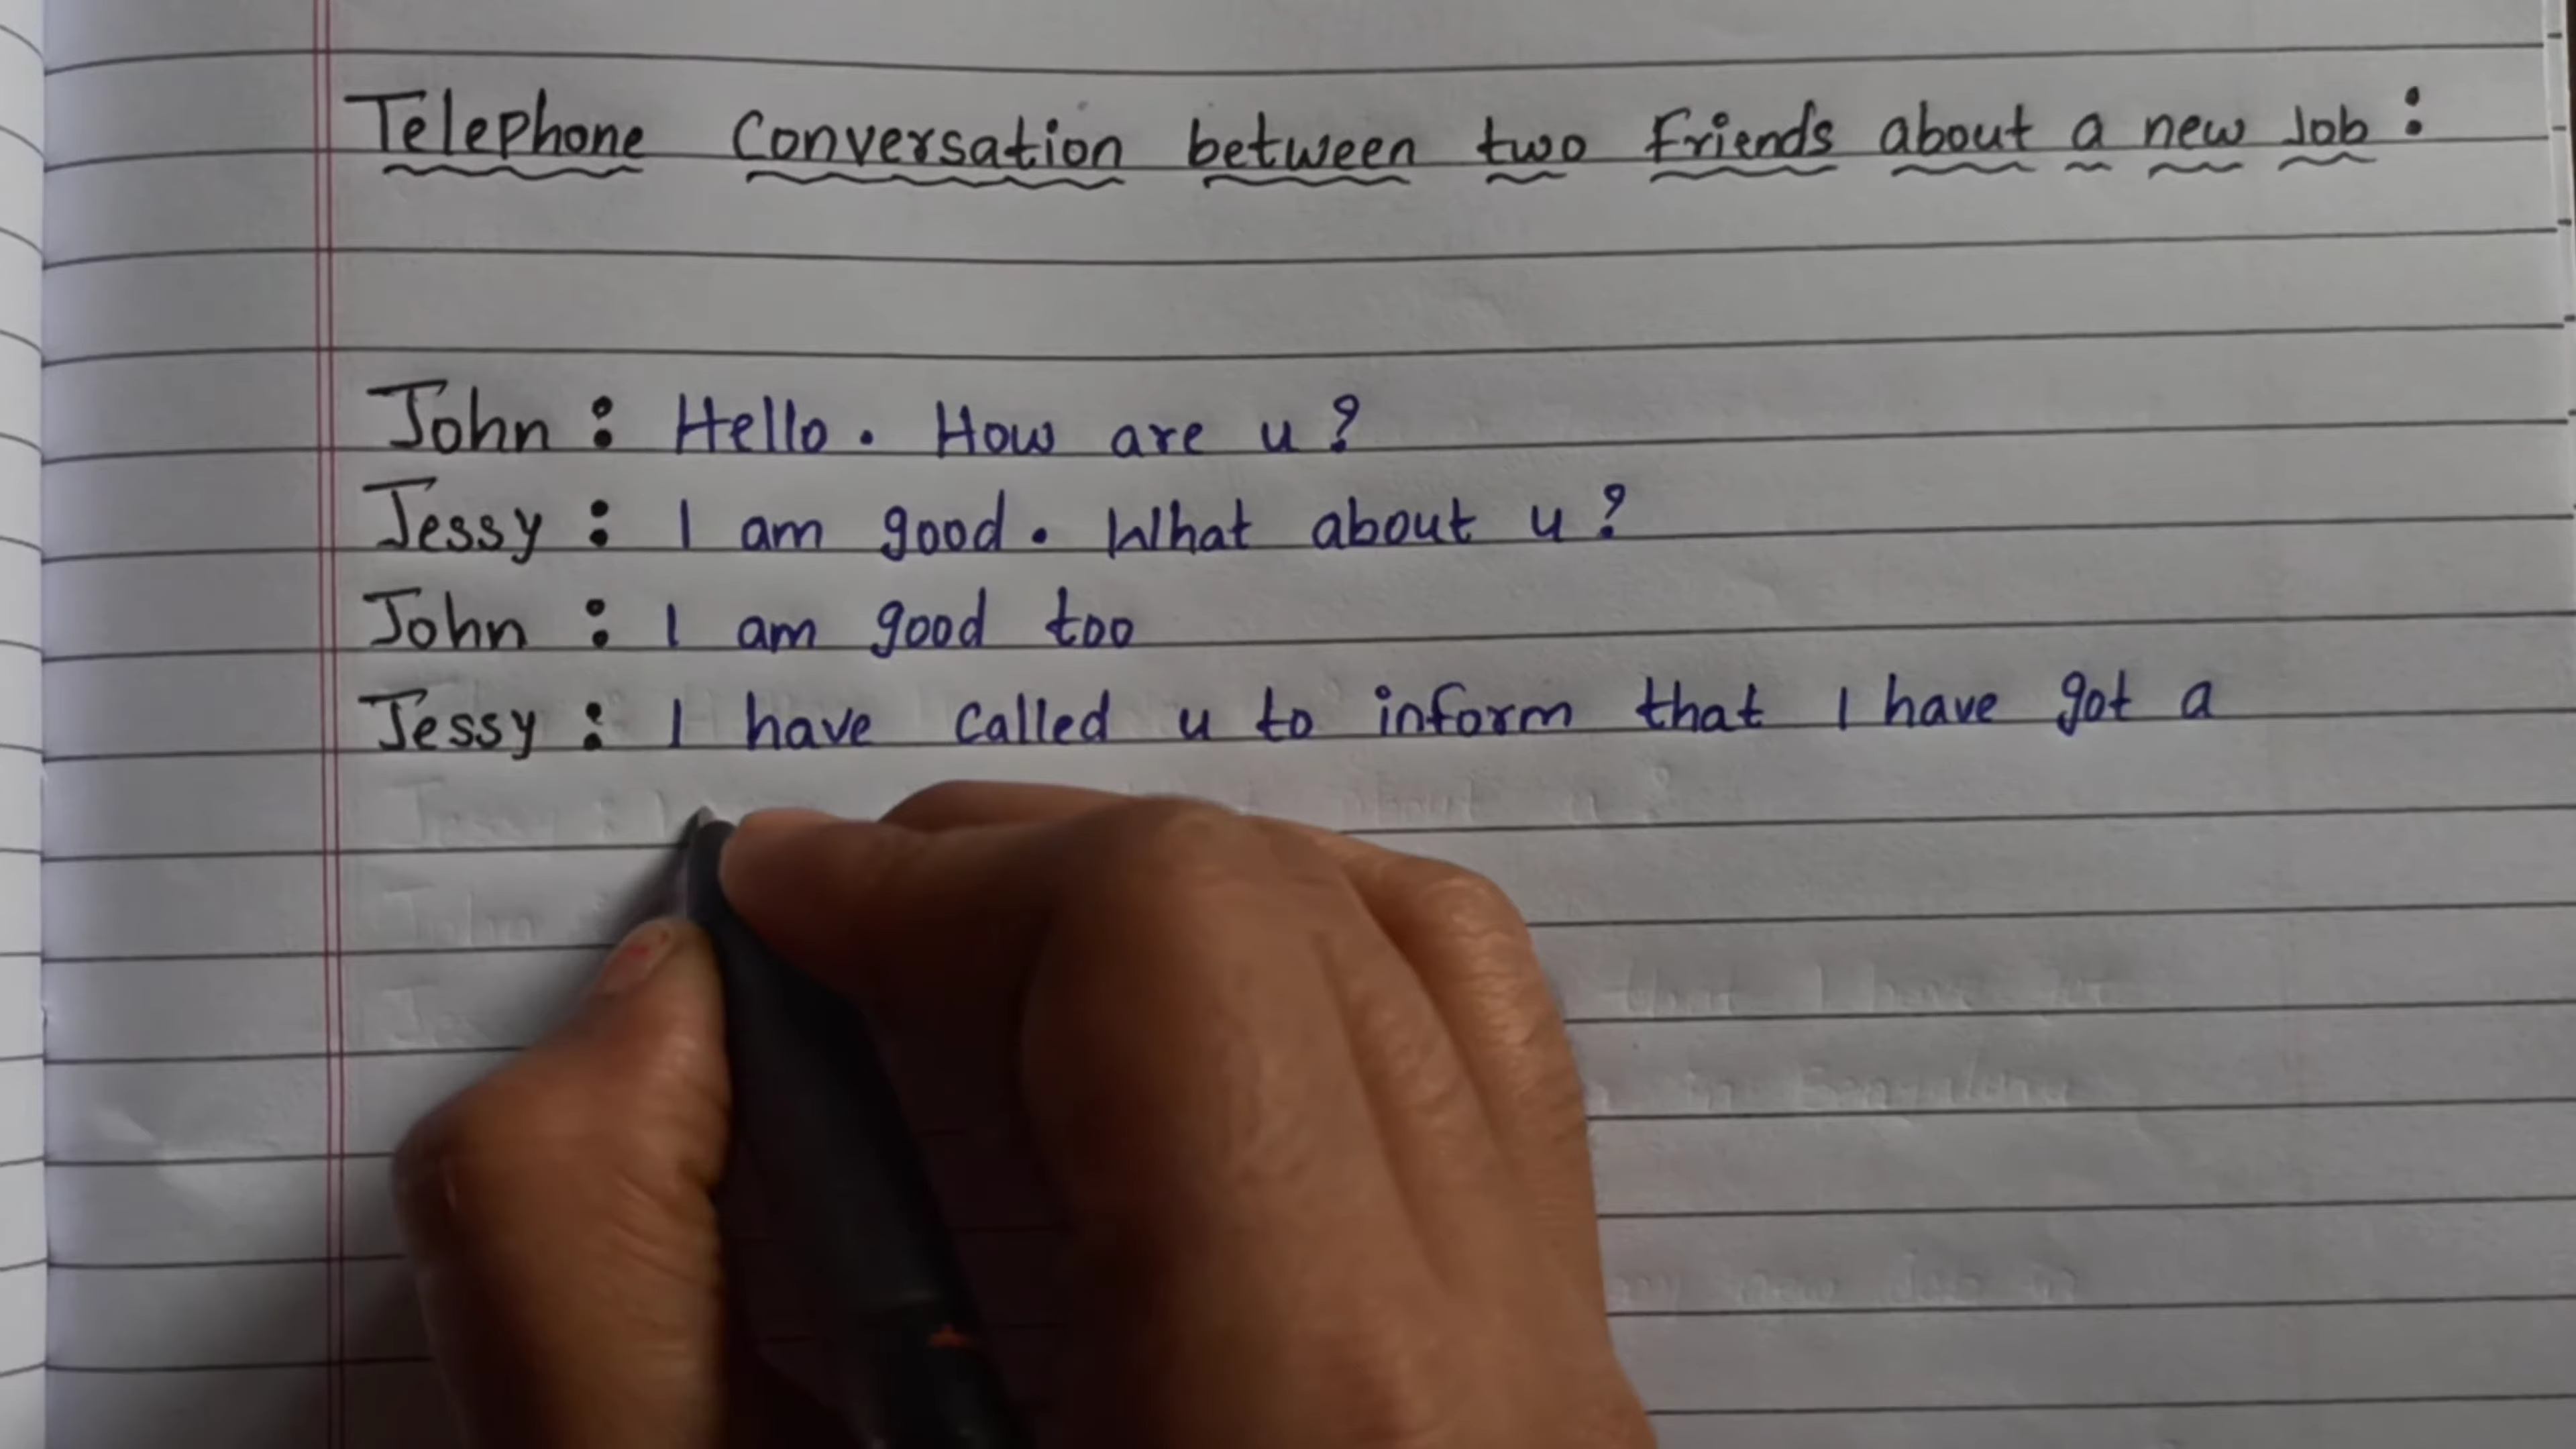 Telephone Conversation between two Friends about a new Job :
John : Hello. How are u?
Jessy : I am good. What about u?
John : I am good too
Jessy : I have called u to inform that I have got a